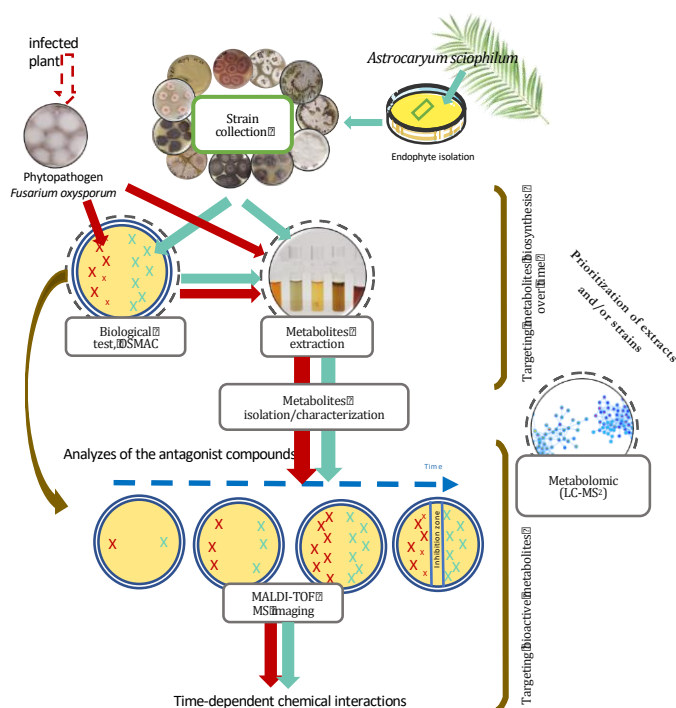 infected
plant
Astrocaryum sciophilum
Strain
collection
Endophyte isolation
Phytopathogen
Fusarium oxysporum
X X X X X X X X X X X X
Biological
test, OSMAC
Metabolites
extraction
Targeting metabolites biosynthesis
over time
Prioritization of extracts
and/or strains
Metabolites
isolation/characterization
Metabolomic
(LC-MS²)
Analyzes of the antagonist compounds
Time
X X
X X X X X X
X X X X X X X X X X X X
X X X X X X X X X X X X
Inhibition zone
MALDI-TOF
MS imaging
Targeting bioactive metabolites
Time-dependent chemical interactions